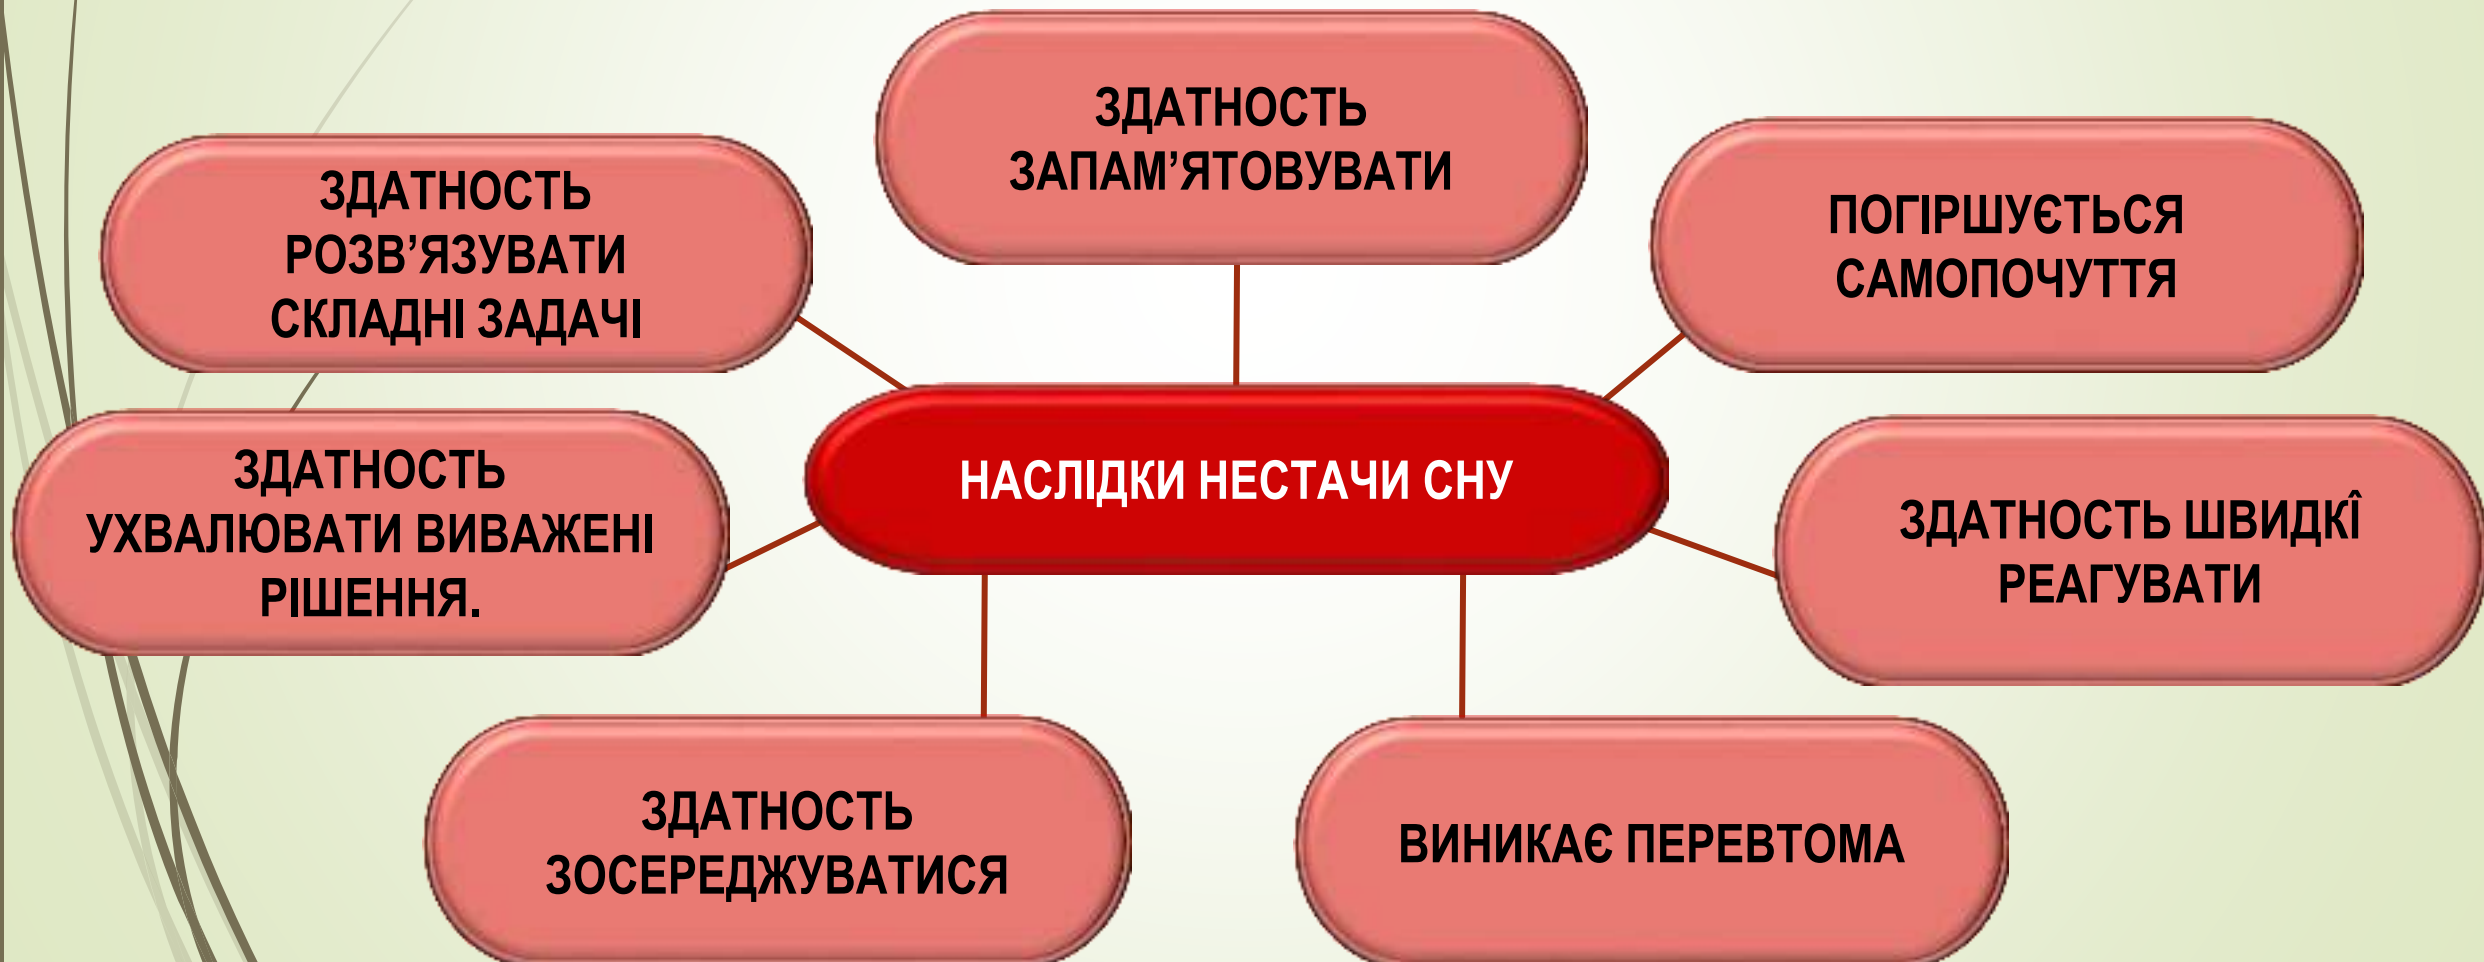 ЗДАТНОСТЬ
ЗАПАМ’ЯТОВУВАТИ
ЗДАТНОСТЬ
РОЗВ’ЯЗУВАТИ
СКЛАДНІ ЗАДАЧІ
ПОГІРШУЄТЬСЯ
САМОПОЧУТТЯ
НАСЛІДКИ НЕСТАЧИ СНУ
ЗДАТНОСТЬ
УХВАЛЮВАТИ ВИВАЖЕНІ
РІШЕННЯ.
ЗДАТНОСТЬ ШВИДКÎ
РЕАГУВАТИ
ЗДАТНОСТЬ
ЗОСЕРЕДЖУВАТИСЯ
ВИНИКАЄ ПЕРЕВТОМА